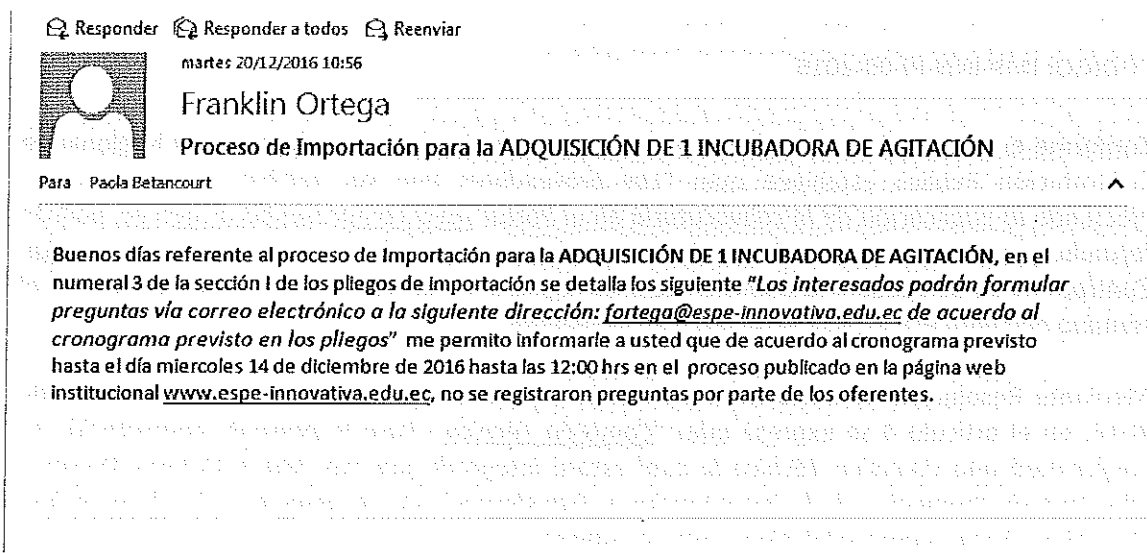 Responder Responder a todos Reenviar
martes 20/12/2016 10:56
Franklin Ortega
Proceso de Importación para la ADQUISICIÓN DE 1 INCUBADORA DE AGITACIÓN
Para Paola Betancourt
Buenos días referente al proceso de Importación para la ADQUISICIÓN DE 1 INCUBADORA DE AGITACIÓN, en el
numeral 3 de la sección I de los pliegos de Importación se detalla los siguiente "Los interesados podrán formular
preguntas vía correo electrónico a la siguiente dirección: fortega@espe-innovativa.edu.ec de acuerdo al
cronograma previsto en los pliegos" me permito informarle a usted que de acuerdo al cronograma previsto
hasta el día miercoles 14 de diciembre de 2016 hasta las 12:00 hrs en el proceso publicado en la página web
institucional www.espe-innovativa.edu.ec, no se registraron preguntas por parte de los oferentes.